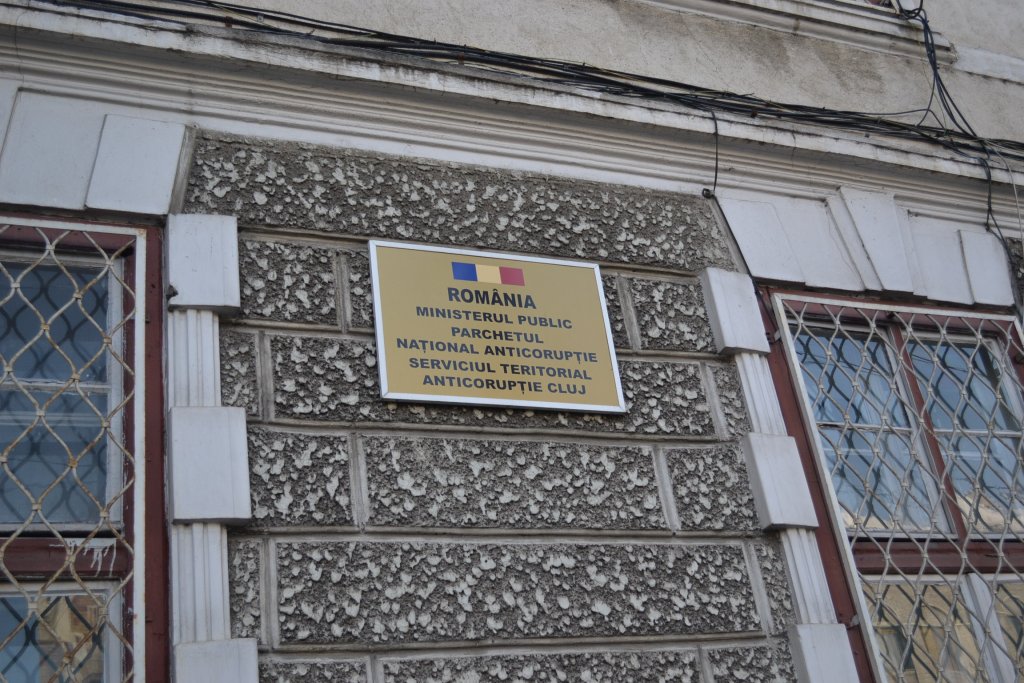 ROMÂNIA
MINISTERUL PUBLIC
PARCHETUL
NAȚIONAL ANTICORUPȚIE
SERVICIUL TERITORIAL
ANTICORUPȚIE CLUJ